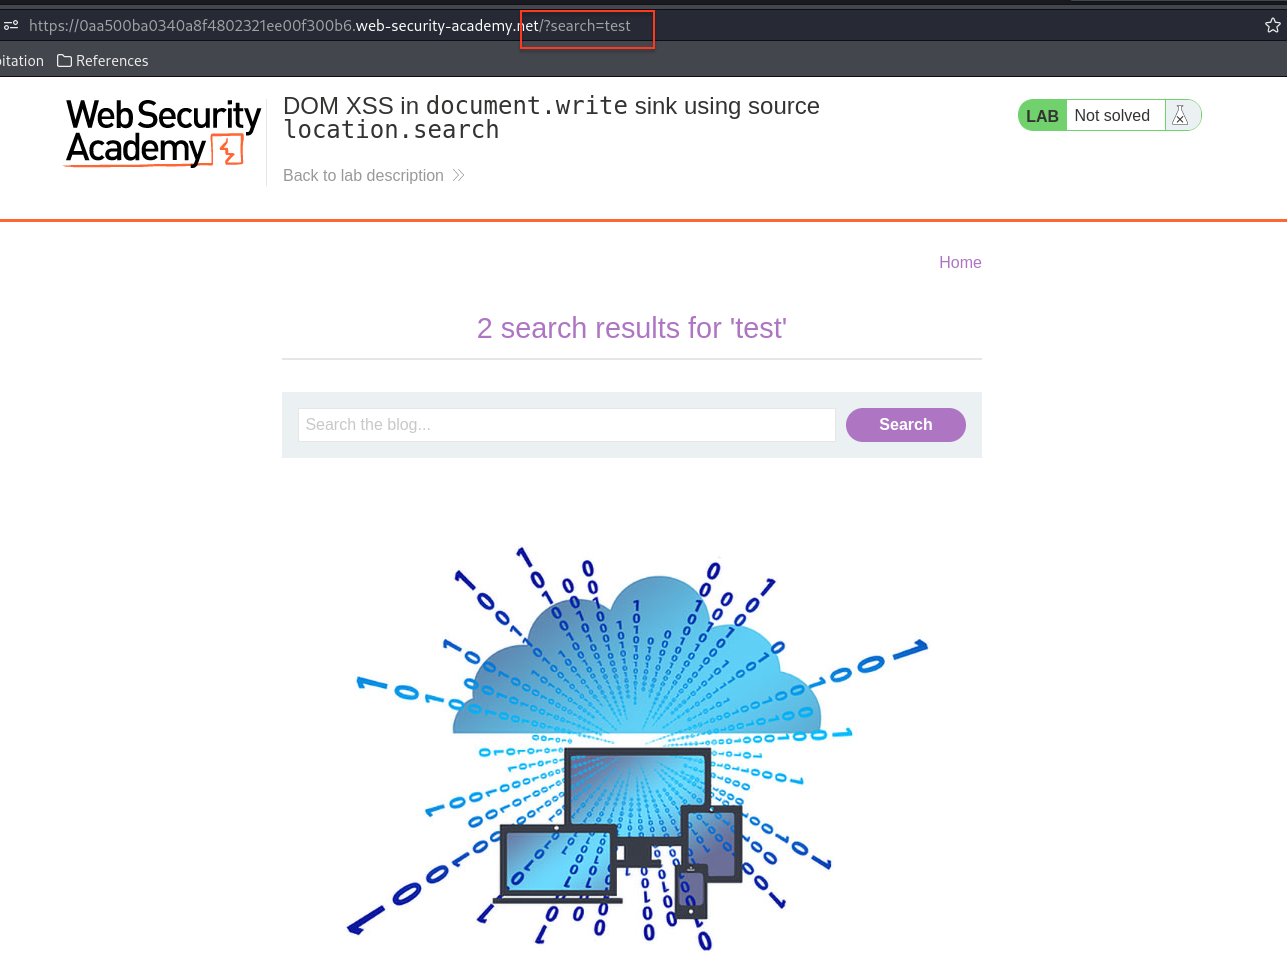 https://0aa500ba0340a8f4802321ee00f300b6.web-security-academy.net/?search=test
itation References
Web Security
Academy
DOM XSS in document.write sink using source
location.search
Back to lab description
LAB Not solved
Home
2 search results for 'test'
Search the blog...
Search